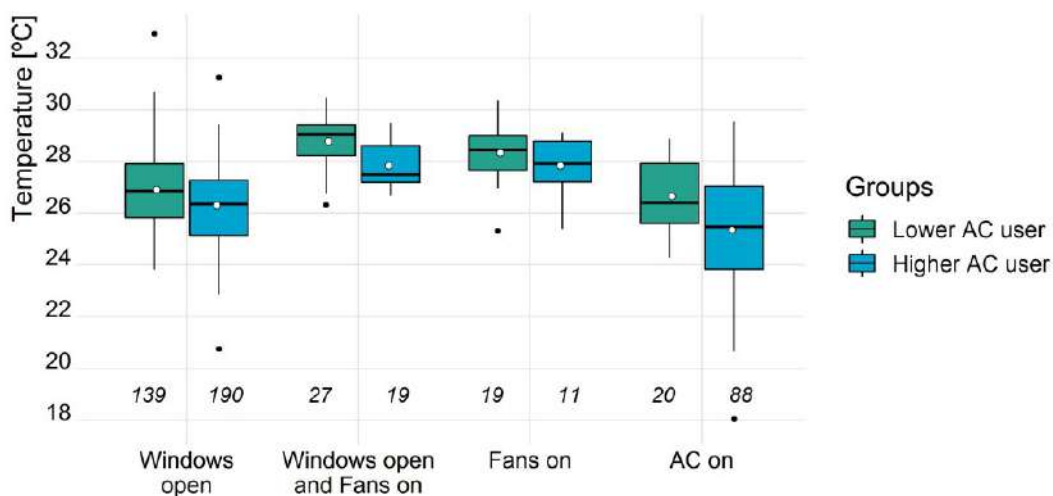 Temperature [ºC]
32
30
28
26
24
22
20
18
139 190 27 19 19 11 20 88
Windows open
Windows open and Fans on
Fans on
AC on
Groups
Lower AC user
Higher AC user